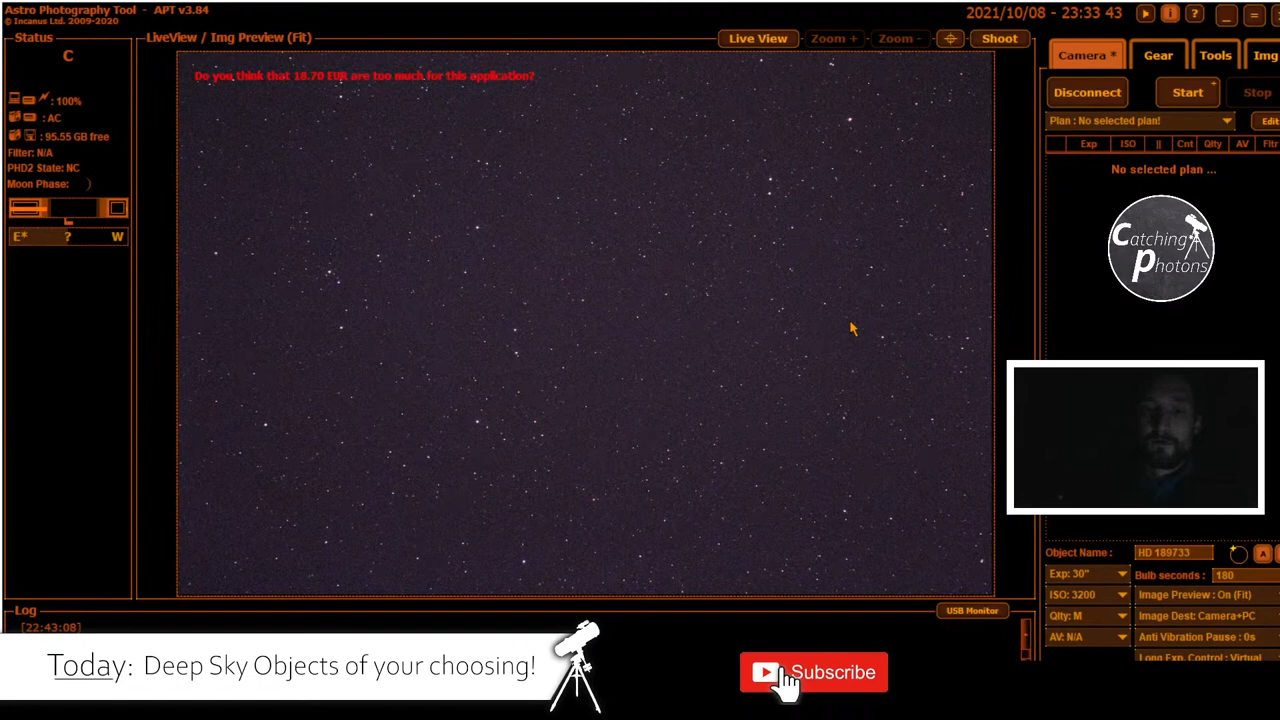 Astro Photography Tool - APT v3.84
© Incanus Ltd. 2009-2020
2021/10/08 - 23:33 43
i
?
Status
LiveView / Img Preview (Fit)
Live View
Zoom +
Zoom -
Shoot
Camera *
Gear
Tools
Img
C
Do you think that 18.70 EUR are too much for this application?
: 100%
: AC
: 95.55 GB free
Filter: N/A
PHD2 State: NC
Moon Phase:
E*
?
W
Disconnect
Start
Stop
Plan : No selected plan!
Edit
Exp
ISO
||
Cnt
Qlty
AV
Fltr
No selected plan ...
Catching
Photons
Object Name :
HD 189733
A
Exp: 30"
Bulb seconds :
180
ISO: 3200
Image Preview : On (Fit)
Qlty: M
Image Dest: Camera+PC
AV: N/A
Anti Vibration Pause : 0s
Long Exp. Control : Virtual
Log
USB Monitor
[22:43:08]
Today: Deep Sky Objects of your choosing!
Subscribe